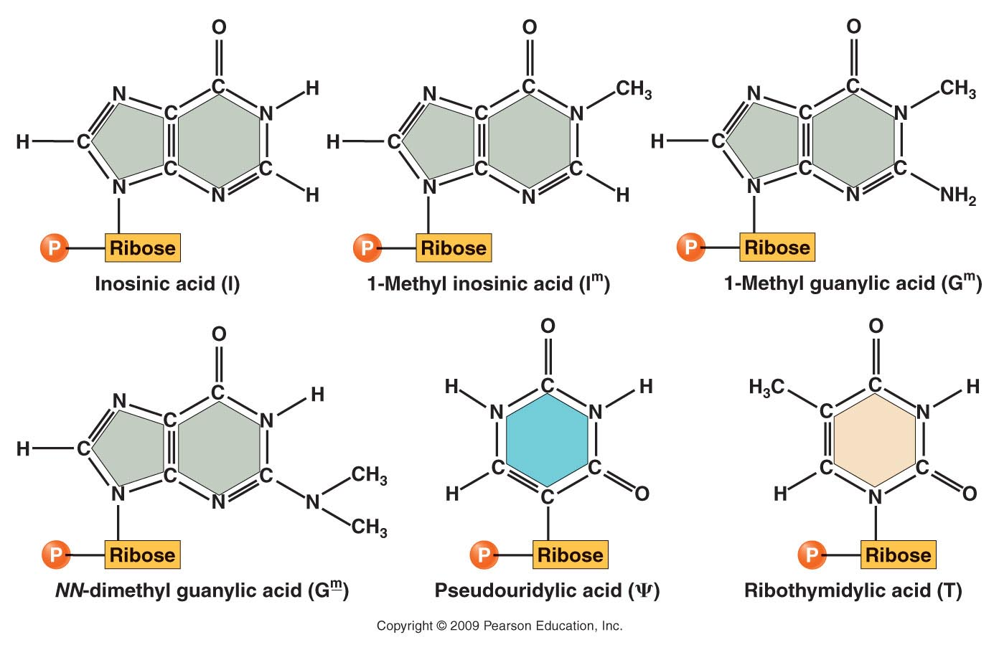 O O O
N C N H N C N CH₃ N C N CH₃
C C C
H C H C H C
C C C C C C
N N H N N H N N NH₂
P Ribose P Ribose P Ribose
Inosinic acid (I) 1-Methyl inosinic acid (Iᵐ) 1-Methyl guanylic acid (Gᵐ)
O O O
N C H H C H H₃C C H
C N N N C N
H C
C C CH₃ C C C C
N N N H C O H N O
CH₃
P Ribose P Ribose P Ribose
NN-dimethyl guanylic acid (Gᵐ) Pseudouridylic acid (Ψ) Ribothymidylic acid (T)
Copyright © 2009 Pearson Education, Inc.